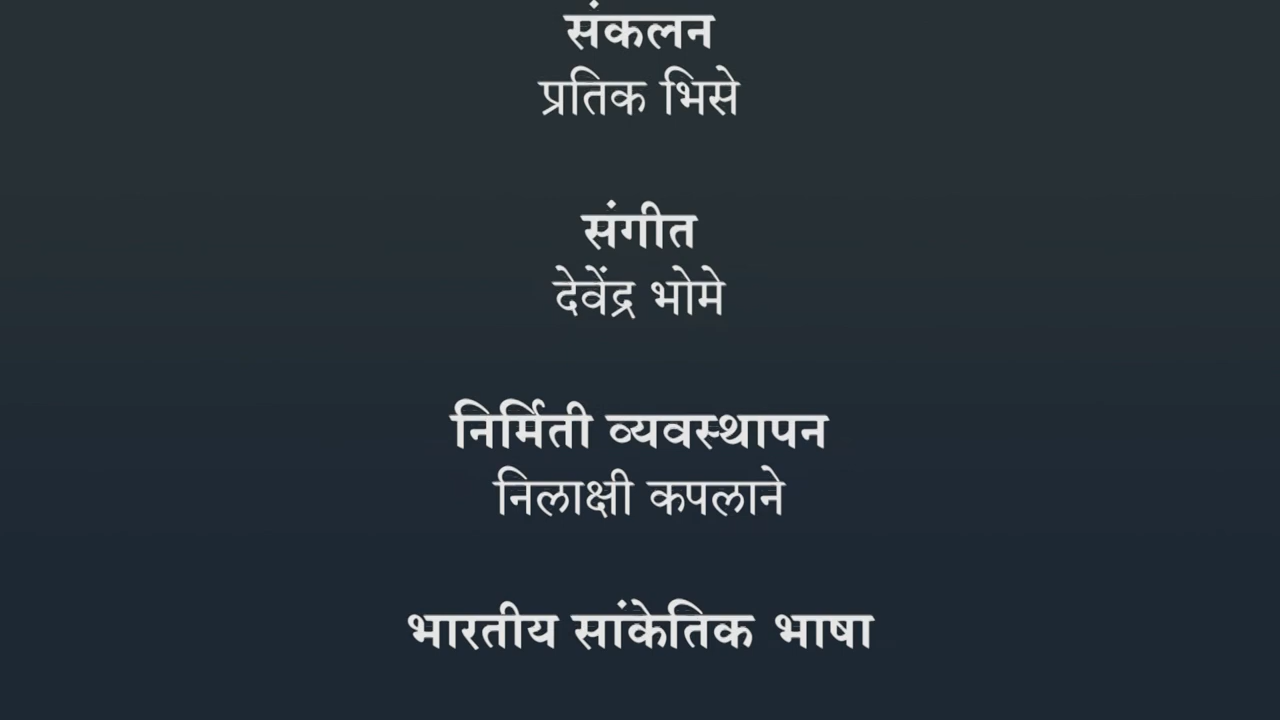 संकलन
प्रतिक भिसे
संगीत
देवेंद्र भोमे
निर्मिती व्यवस्थापन
निलाक्षी कपलाने
भारतीय सांकेतिक भाषा